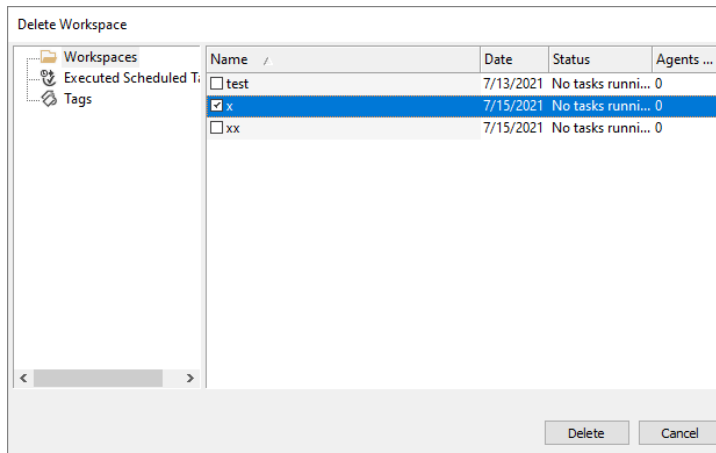 Delete Workspace
Workspaces
Executed Scheduled Ta
Tags
Name Date Status Agents ...
test 7/13/2021 No tasks runni... 0
x 7/15/2021 No tasks runni... 0
xx 7/15/2021 No tasks runni... 0
Delete Cancel